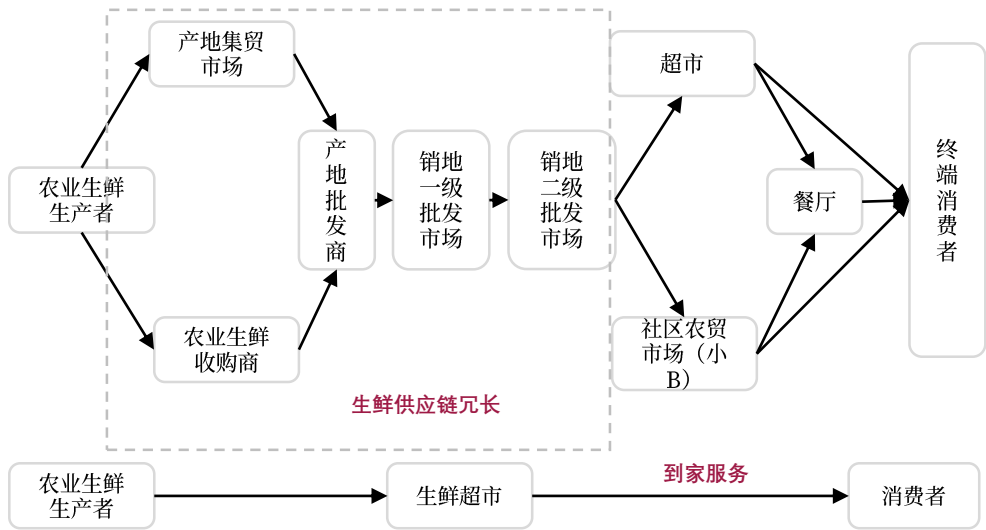 产地集贸
市场
农业生鲜
生产者
农业生鲜
收购商
产
地
批
发
商
销地
一级
批发
市场
销地
二级
批发
市场
超市
社区农贸
市场（小
B）
餐厅
终
端
消
费
者
生鲜供应链冗长
农业生鲜
生产者
生鲜超市
到家服务
消费者